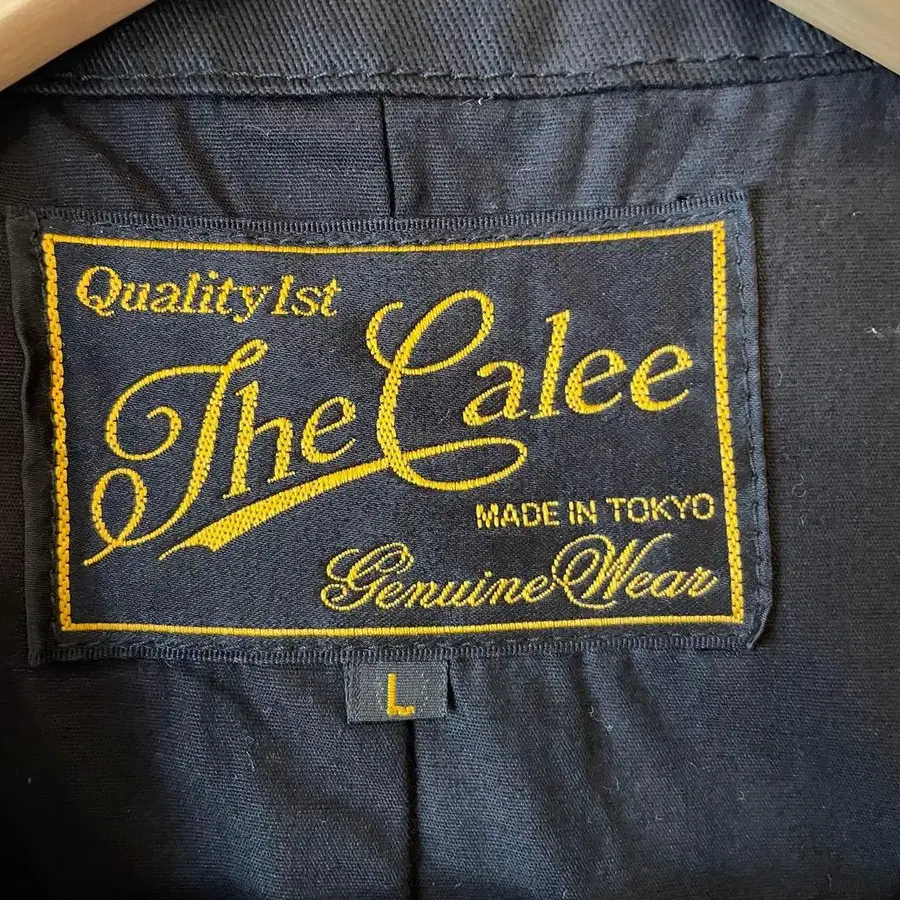 Quality 1st
The Calee
MADE IN TOKYO
Genuine Wear
L